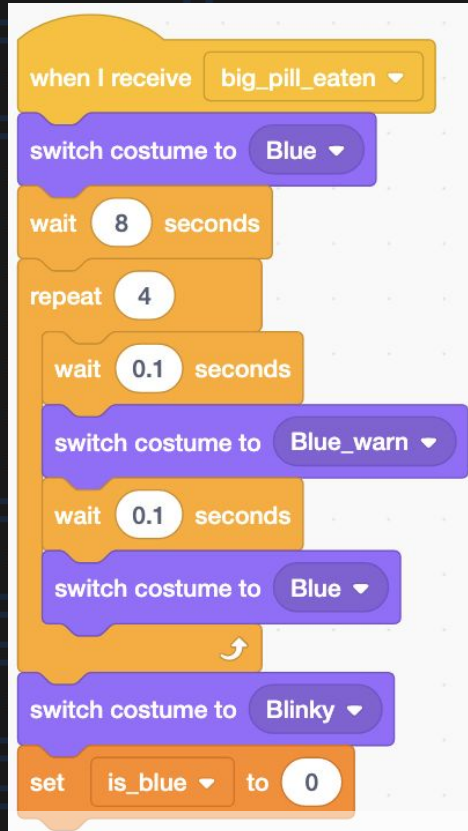 when I receive big_pill_eaten
switch costume to Blue
wait 8 seconds
repeat 4
wait 0.1 seconds
switch costume to Blue_warn
wait 0.1 seconds
switch costume to Blue
switch costume to Blinky
set is_blue to 0